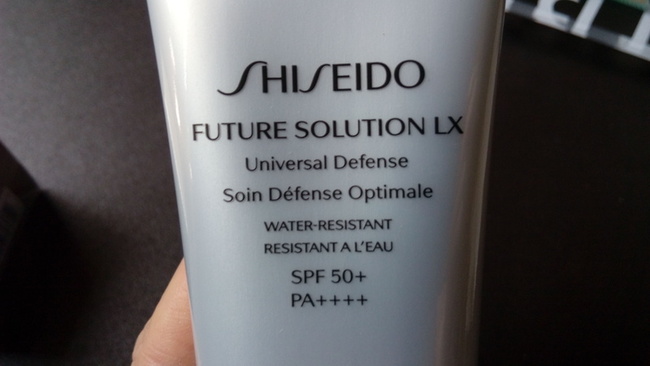 SHISEIDO
FUTURE SOLUTION LX
Universal Defense
Soin Défense Optimale
WATER-RESISTANT
RESISTANT A L'EAU
SPF 50+
PA++++